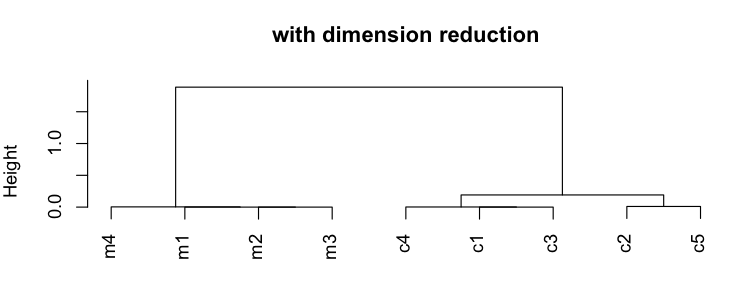 with dimension reduction
Height
1.0
0.0
m4 m1 m2 m3 c4 c1 c3 c2 c5